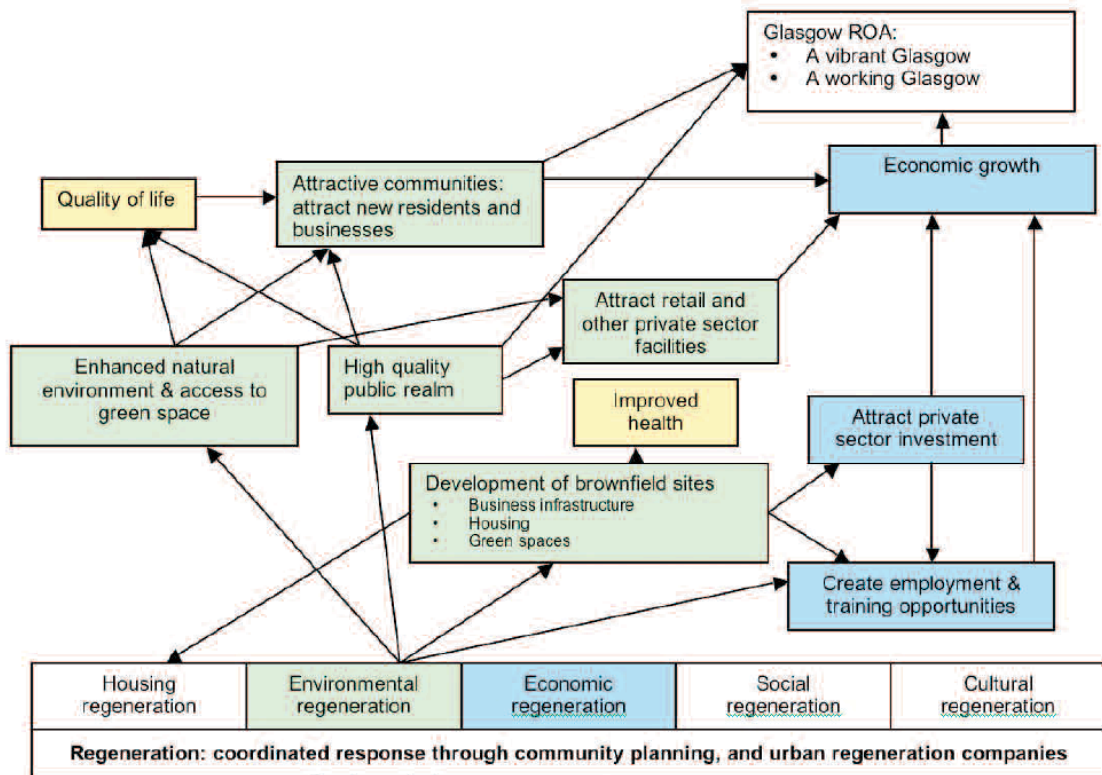 Glasgow ROA:
• A vibrant Glasgow
• A working Glasgow
Economic growth
Quality of life
Attractive communities:
attract new residents and
businesses
Attract retail and
other private sector
facilities
Enhanced natural
environment & access to
green space
High quality
public realm
Improved
health
Attract private
sector investment
Development of brownfield sites
• Business infrastructure
• Housing
• Green spaces
Create employment &
training opportunities
Housing
regeneration
Environmental
regeneration
Economic
regeneration
Social
regeneration
Cultural
regeneration
Regeneration: coordinated response through community planning, and urban regeneration companies